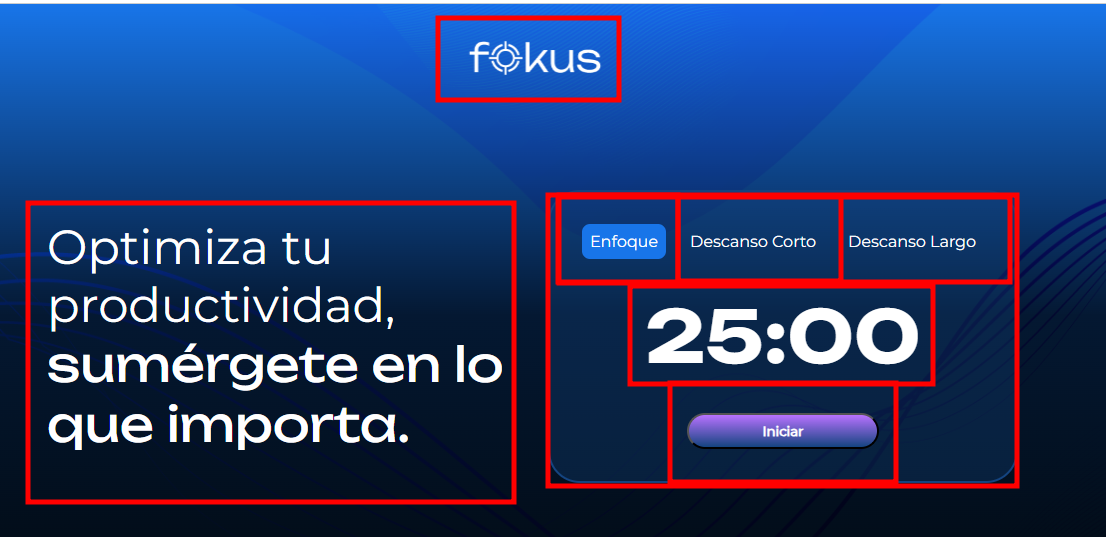 fokus
Optimiza tu
productividad,
sumérgete en lo
que importa.
Enfoque Descanso Corto Descanso Largo
25:00
Iniciar